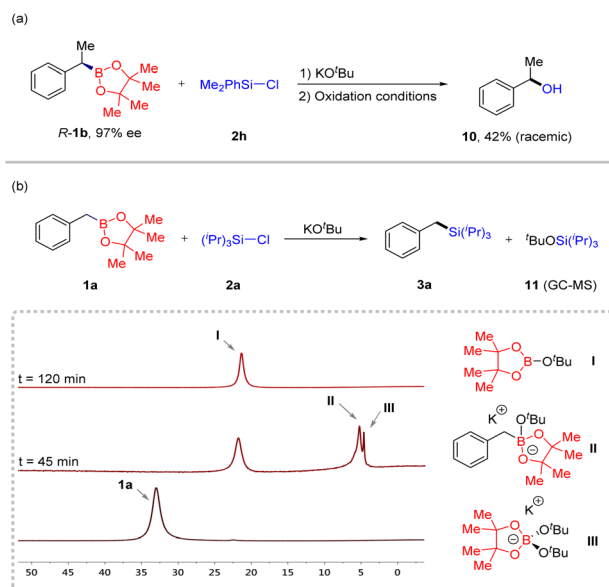 (a)
Me
B
O
O
Me
Me
Me
Me
R-1b, 97% ee
+
Me2PhSi—Cl
2h
1) KOᵗBu
2) Oxidation conditions
Me
OH
10, 42% (racemic)
(b)
B
O
O
Me
Me
Me
Me
1a
+
(ⁱPr)3Si—Cl
2a
KOᵗBu
Si(ⁱPr)3
3a
+
ᵗBuOSi(ⁱPr)3
11 (GC-MS)
I
t = 120 min
II
III
t = 45 min
1a
50 45 40 35 30 25 20 15 10 5 0
Me
Me
Me
Me
O
O
B—OᵗBu
I
K⊕
OᵗBu
B
⊖
O
O
Me
Me
Me
Me
II
K⊕
Me
Me
Me
Me
O
O
⊖
B
OᵗBu
OᵗBu
III